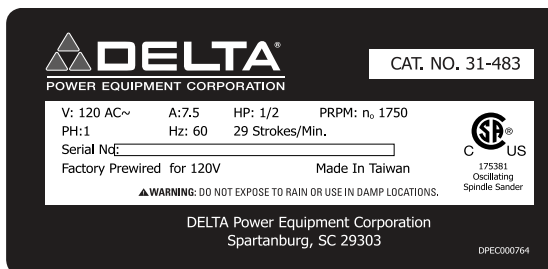 DELTA®
POWER EQUIPMENT CORPORATION
CAT. NO. 31-483
V: 120 AC~ A:7.5 HP: 1/2 PRPM: n₀ 1750
PH:1 Hz: 60 29 Strokes/Min.
Serial No:
Factory Prewired for 120V Made In Taiwan
⚠WARNING: DO NOT EXPOSE TO RAIN OR USE IN DAMP LOCATIONS.
SA®
C US
175381
Oscillating
Spindle Sander
DELTA Power Equipment Corporation
Spartanburg, SC 29303
DPEC000764